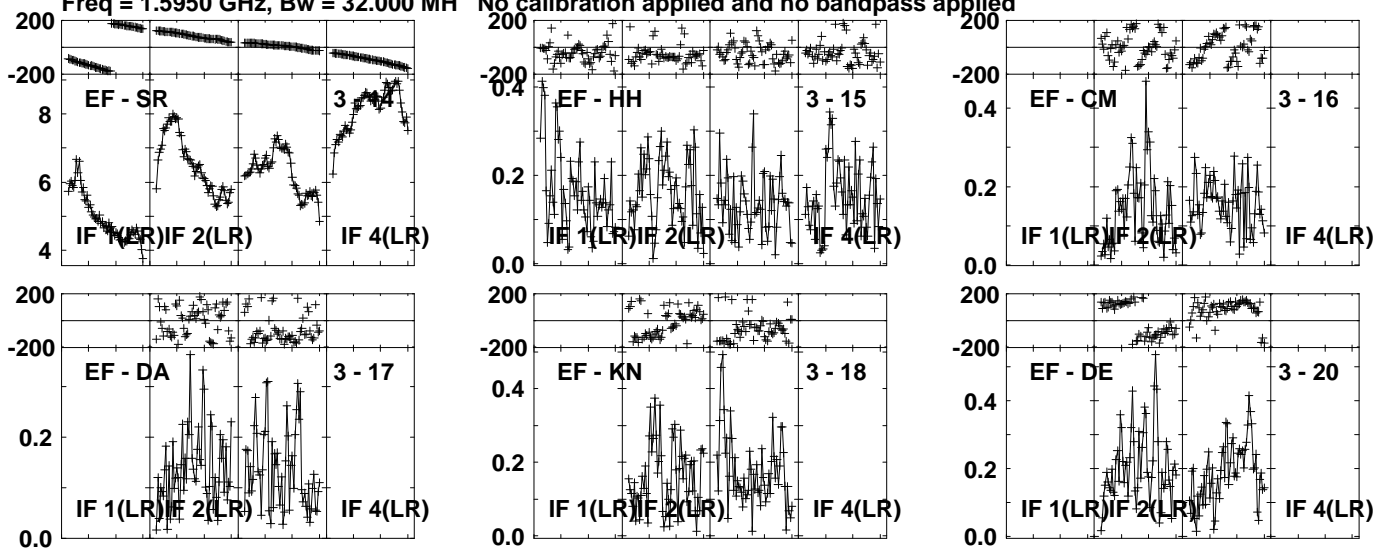 Freq = 1.5950 GHz, Bw = 32.000 MH No calibration applied and no bandpass applied
200
-200
EF - SR 3 - 14
8
6
4
IF 1(LR) IF 2(LR) IF 4(LR)
200
-200
0.4
EF - HH 3 - 15
0.2
0.0
IF 1(LR) IF 2(LR) IF 4(LR)
200
-200
EF - CM 3 - 16
0.4
0.2
0.0
IF 1(LR) IF 2(LR) IF 4(LR)
200
-200
EF - DA 3 - 17
0.2
0.0
IF 1(LR) IF 2(LR) IF 4(LR)
200
-200
EF - KN 3 - 18
0.4
0.2
0.0
IF 1(LR) IF 2(LR) IF 4(LR)
200
-200
EF - DE 3 - 20
0.4
0.2
0.0
IF 1(LR) IF 2(LR) IF 4(LR)